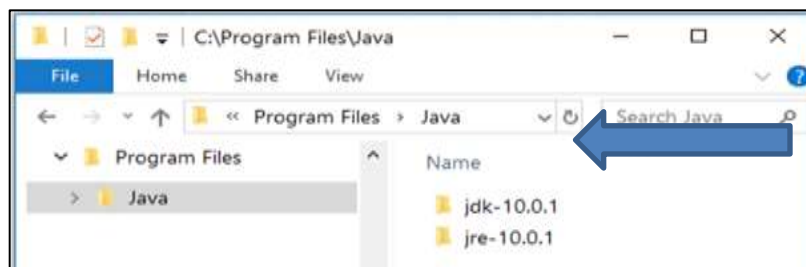 C:\Program Files\Java
File Home Share View
« Program Files › Java Search Java
Program Files
Java
Name
jdk-10.0.1
jre-10.0.1